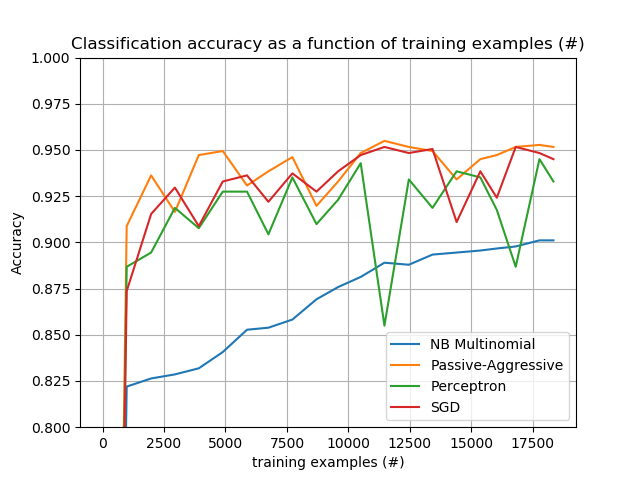 Classification accuracy as a function of training examples (#)
1.000
0.975
0.950
0.925
0.900
0.875
0.850
0.825
0.800
Accuracy
NB Multinomial
Passive-Aggressive
Perceptron
SGD
0 2500 5000 7500 10000 12500 15000 17500
training examples (#)